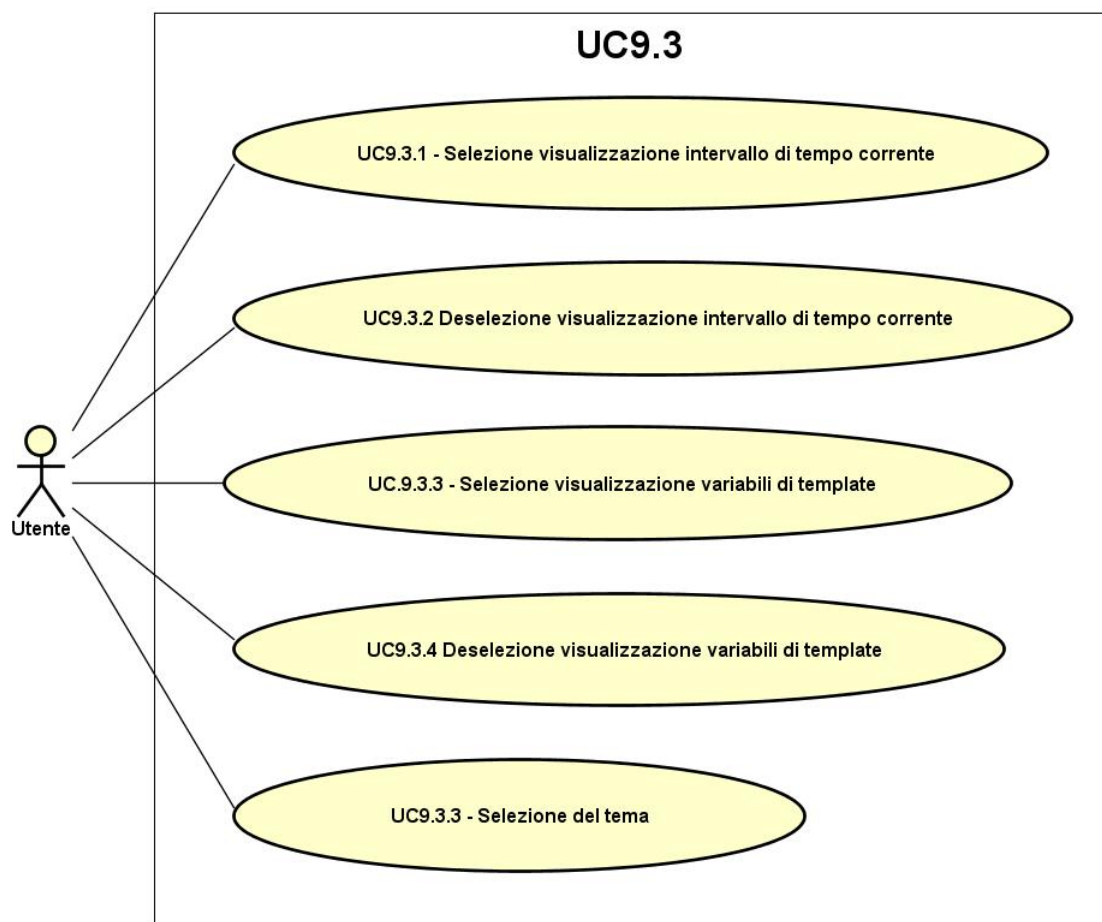 UC9.3
UC9.3.1 - Selezione visualizzazione intervallo di tempo corrente
UC9.3.2 Deselezione visualizzazione intervallo di tempo corrente
UC.9.3.3 - Selezione visualizzazione variabili di template
Utente
UC9.3.4 Deselezione visualizzazione variabili di template
UC9.3.3 - Selezione del tema